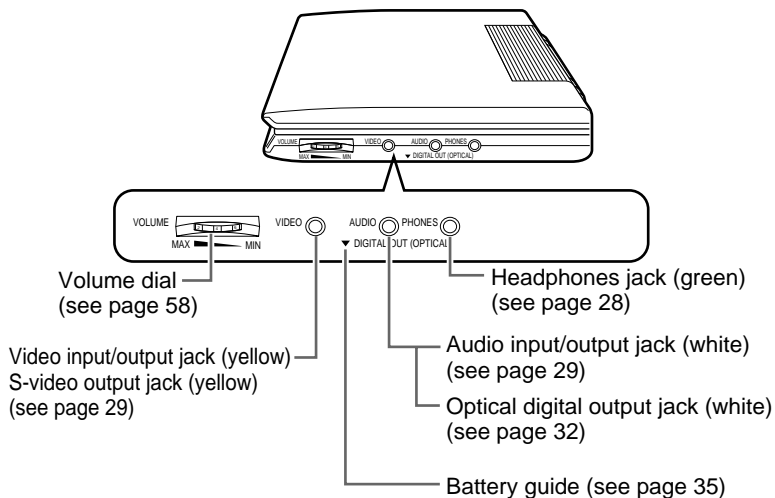 VOLUME VIDEO AUDIO PHONES
MAX MIN ▼ DIGITAL OUT (OPTICAL)
VOLUME VIDEO AUDIO PHONES
MAX MIN ▼ DIGITAL OUT (OPTICAL
Volume dial
(see page 58)
Video input/output jack (yellow)
S-video output jack (yellow)
(see page 29)
Headphones jack (green)
(see page 28)
Audio input/output jack (white)
(see page 29)
Optical digital output jack (white)
(see page 32)
Battery guide (see page 35)